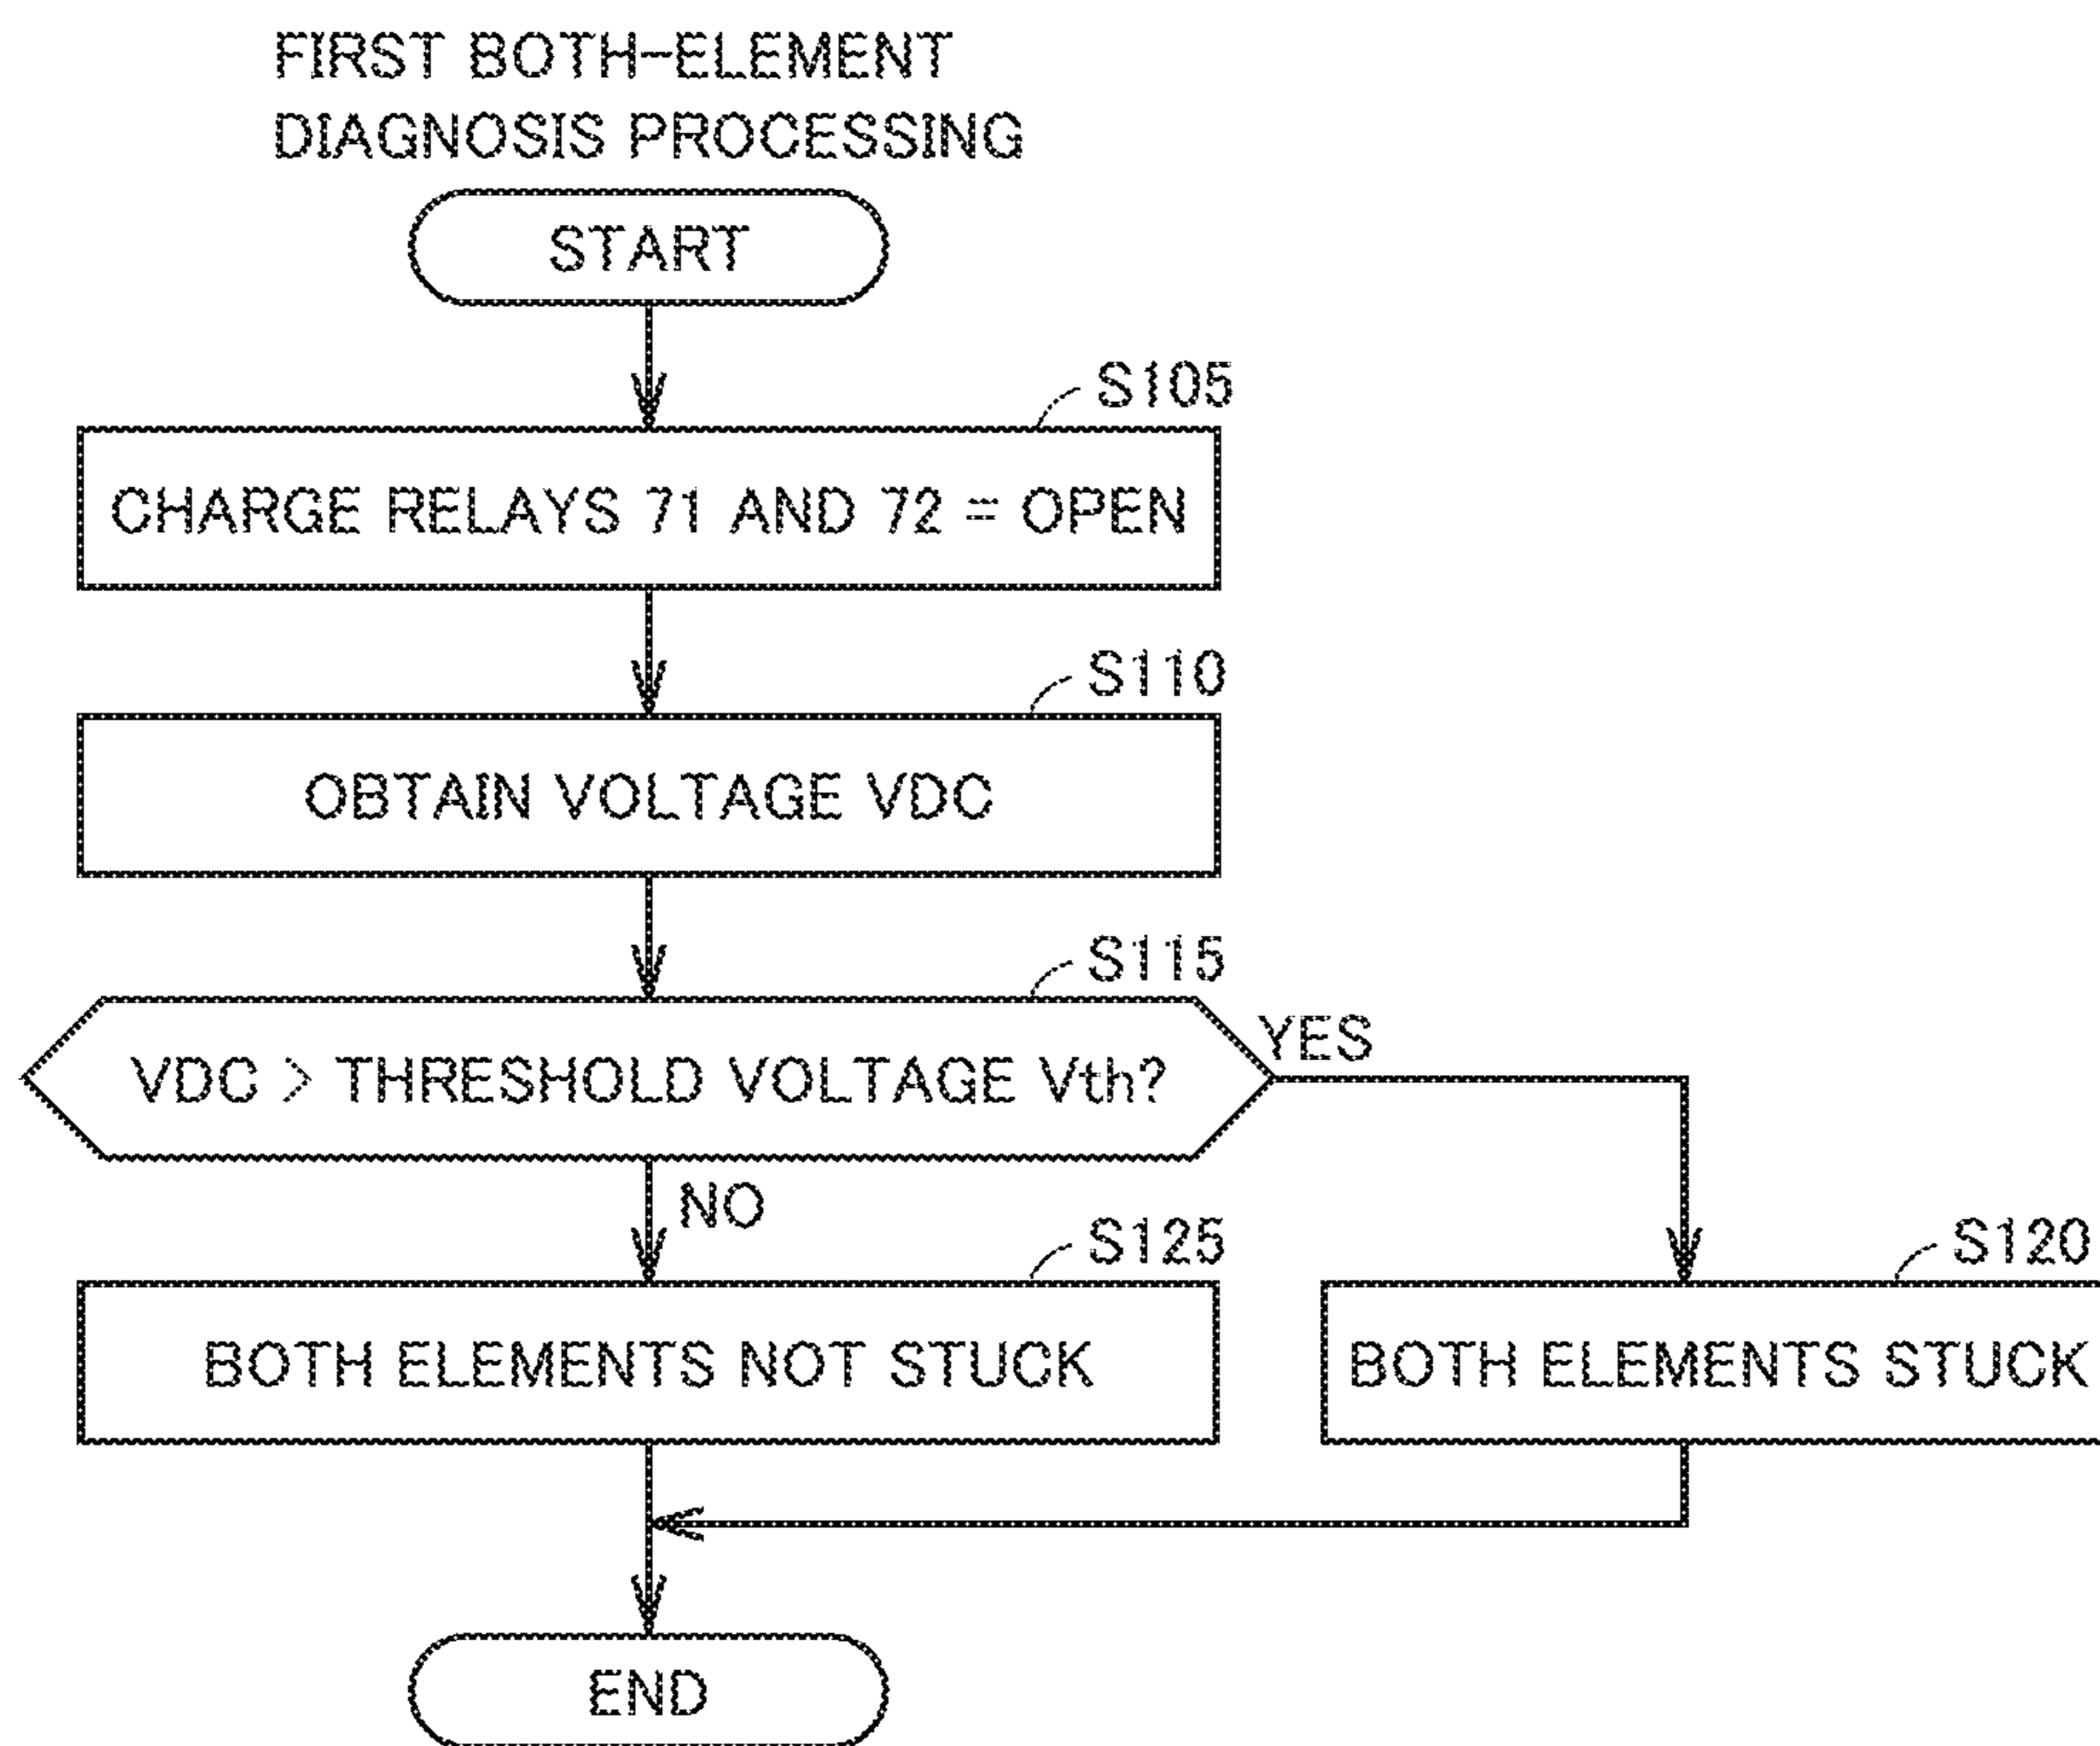 FIRST BOTH-ELEMENT
DIAGNOSIS PROCESSING
START
S105
CHARGE RELAYS 71 AND 72 = OPEN
S110
OBTAIN VOLTAGE VDC
S115
VDC > THRESHOLD VOLTAGE Vth?
YES
NO
S125
S120
BOTH ELEMENTS NOT STUCK
BOTH ELEMENTS STUCK
END